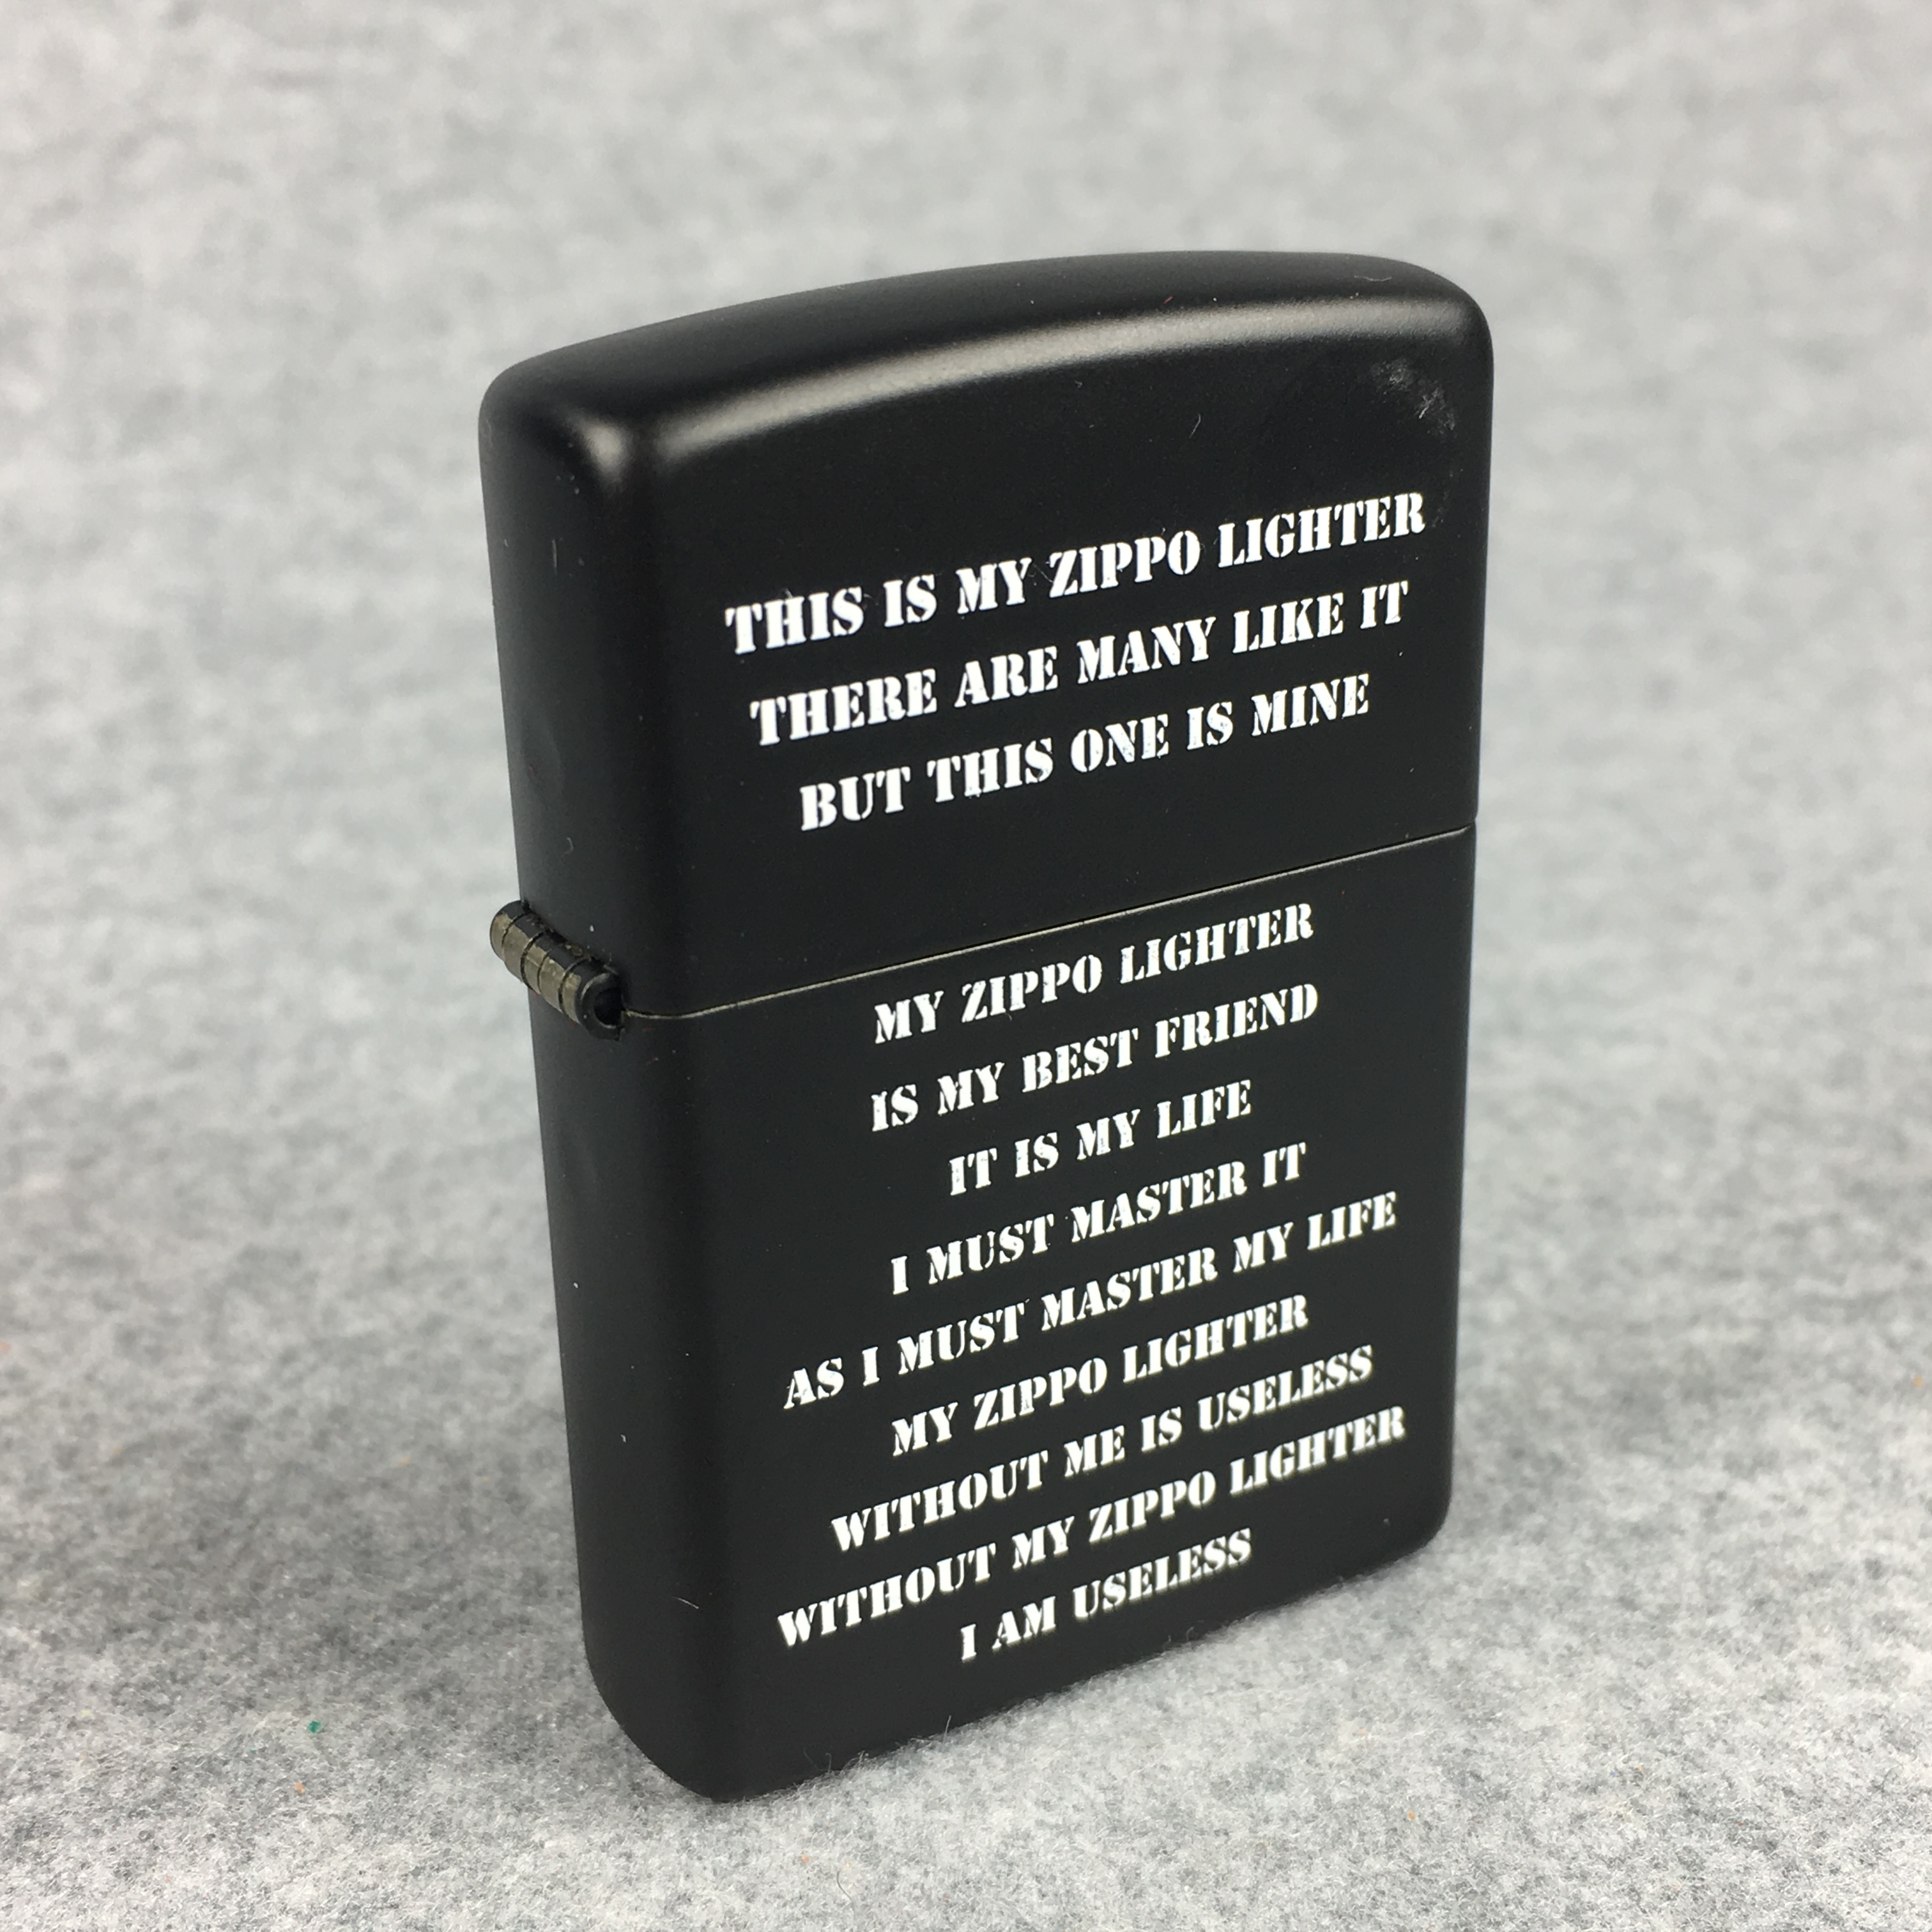 THIS IS MY ZIPPO LIGHTER
THERE ARE MANY LIKE IT
BUT THIS ONE IS MINE
MY ZIPPO LIGHTER
IS MY BEST FRIEND
IT IS MY LIFE
I MUST MASTER IT
AS I MUST MASTER MY LIFE
MY ZIPPO LIGHTER
WITHOUT ME IS USELESS
WITHOUT MY ZIPPO LIGHTER
I AM USELESS